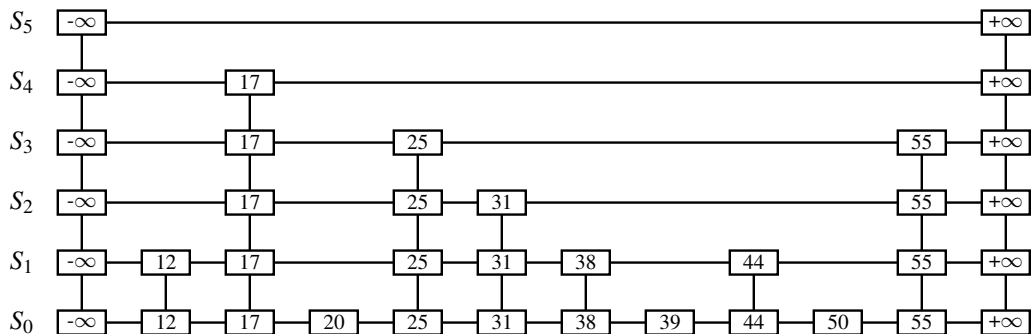 S5 -∞ +∞
S4 -∞ 17 +∞
S3 -∞ 17 25 55 +∞
S2 -∞ 17 25 31 55 +∞
S1 -∞ 12 17 25 31 38 44 55 +∞
S0 -∞ 12 17 20 25 31 38 39 44 50 55 +∞